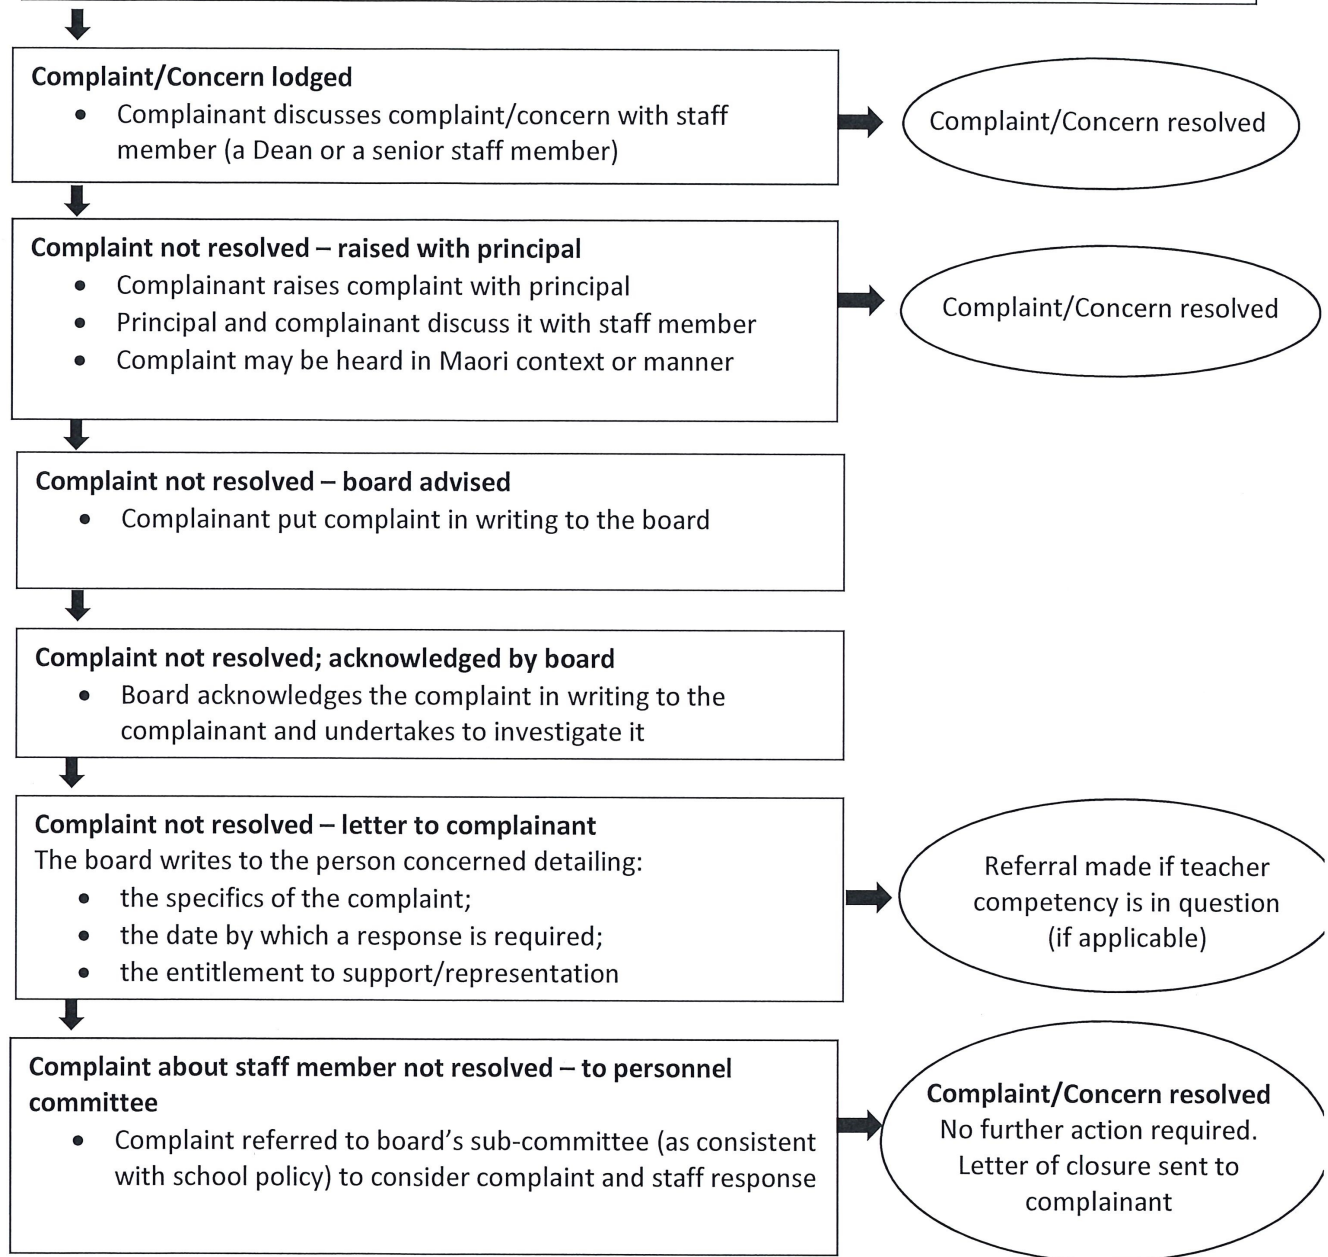 Complaint/Concern lodged
• Complainant discusses complaint/concern with staff
member (a Dean or a senior staff member)
Complaint/Concern resolved
Complaint not resolved – raised with principal
• Complainant raises complaint with principal
• Principal and complainant discuss it with staff member
• Complaint may be heard in Maori context or manner
Complaint/Concern resolved
Complaint not resolved – board advised
• Complainant put complaint in writing to the board
Complaint not resolved; acknowledged by board
• Board acknowledges the complaint in writing to the
complainant and undertakes to investigate it
Complaint not resolved – letter to complainant
The board writes to the person concerned detailing:
• the specifics of the complaint;
• the date by which a response is required;
• the entitlement to support/representation
Referral made if teacher
competency is in question
(if applicable)
Complaint about staff member not resolved – to personnel
committee
• Complaint referred to board’s sub-committee (as consistent
with school policy) to consider complaint and staff response
Complaint/Concern resolved
No further action required.
Letter of closure sent to
complainant